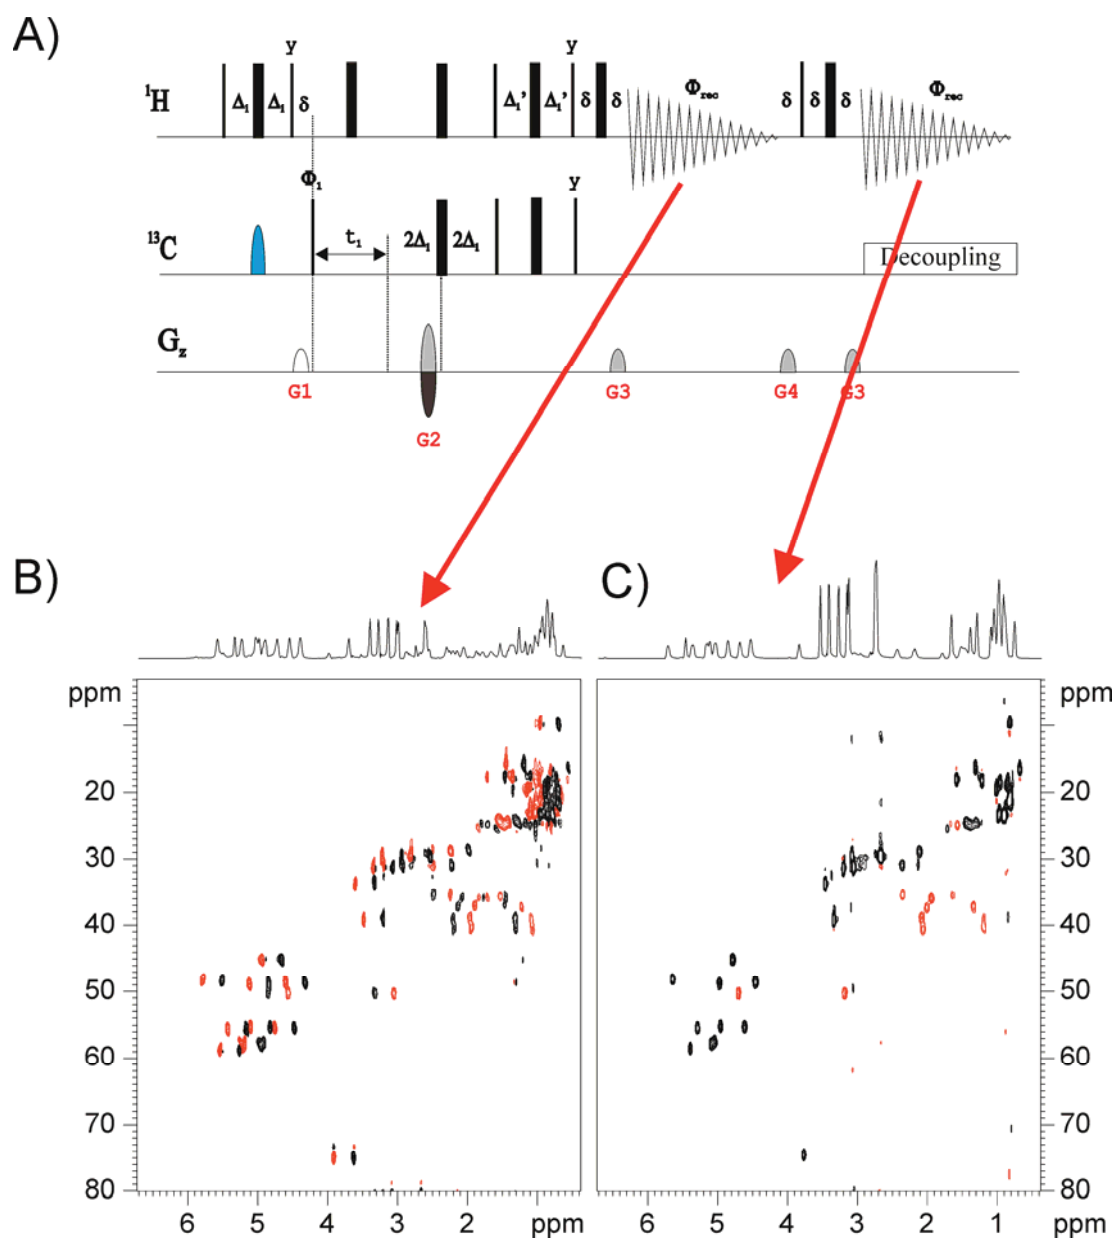 A)
y y
¹H Δ₁ Δ₁ δ Δ₁' Δ₁' δ δ Φrec δ δ δ Φrec
Φ₁ y
¹³C t₁ 2Δ₁ 2Δ₁ Decoupling
Gz
G1 G3 G4 G3
G2
B) C)
ppm ppm
20 20
30 30
40 40
50 50
60 60
70 70
80 80
6 5 4 3 2 ppm 6 5 4 3 2 1 ppm